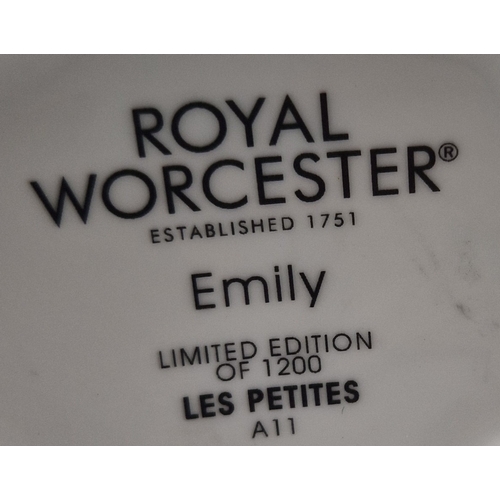 ROYAL
WORCESTER®
ESTABLISHED 1751
Emily
LIMITED EDITION
OF 1200
LES PETITES
A11